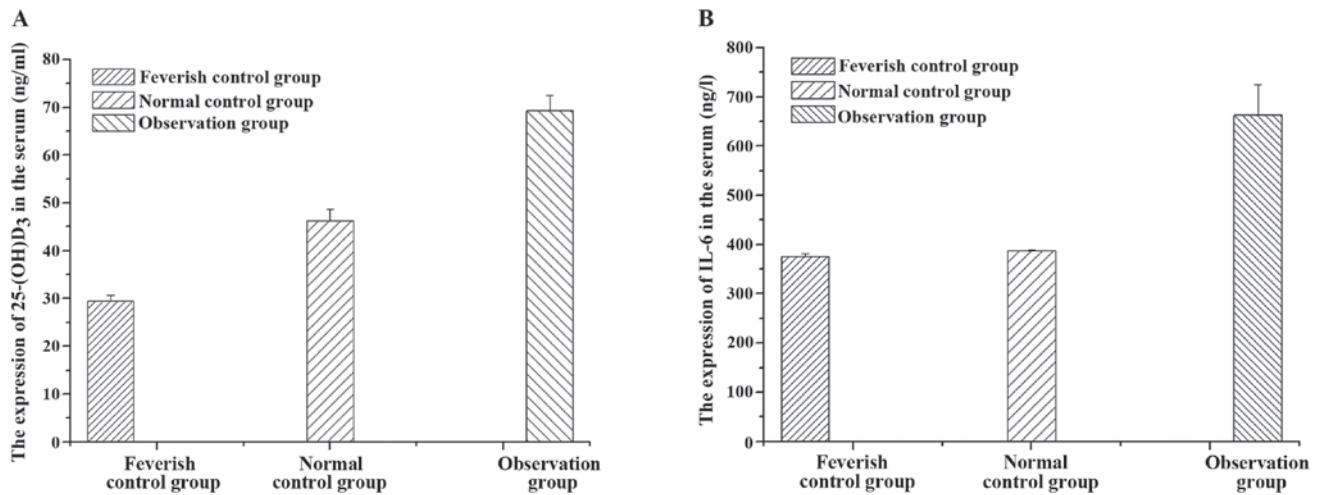 A
The expression of 25-(OH)D3 in the serum (ng/ml)
80
70
60
50
40
30
20
10
0
Feverish control group
Normal control group
Observation group
Feverish
control group
Normal
control group
Observation
group
B
The expression of IL-6 in the serum (ng/l)
800
700
600
500
400
300
200
100
0
Feverish control group
Normal control group
Observation group
Feverish
control group
Normal
control group
Observation
group